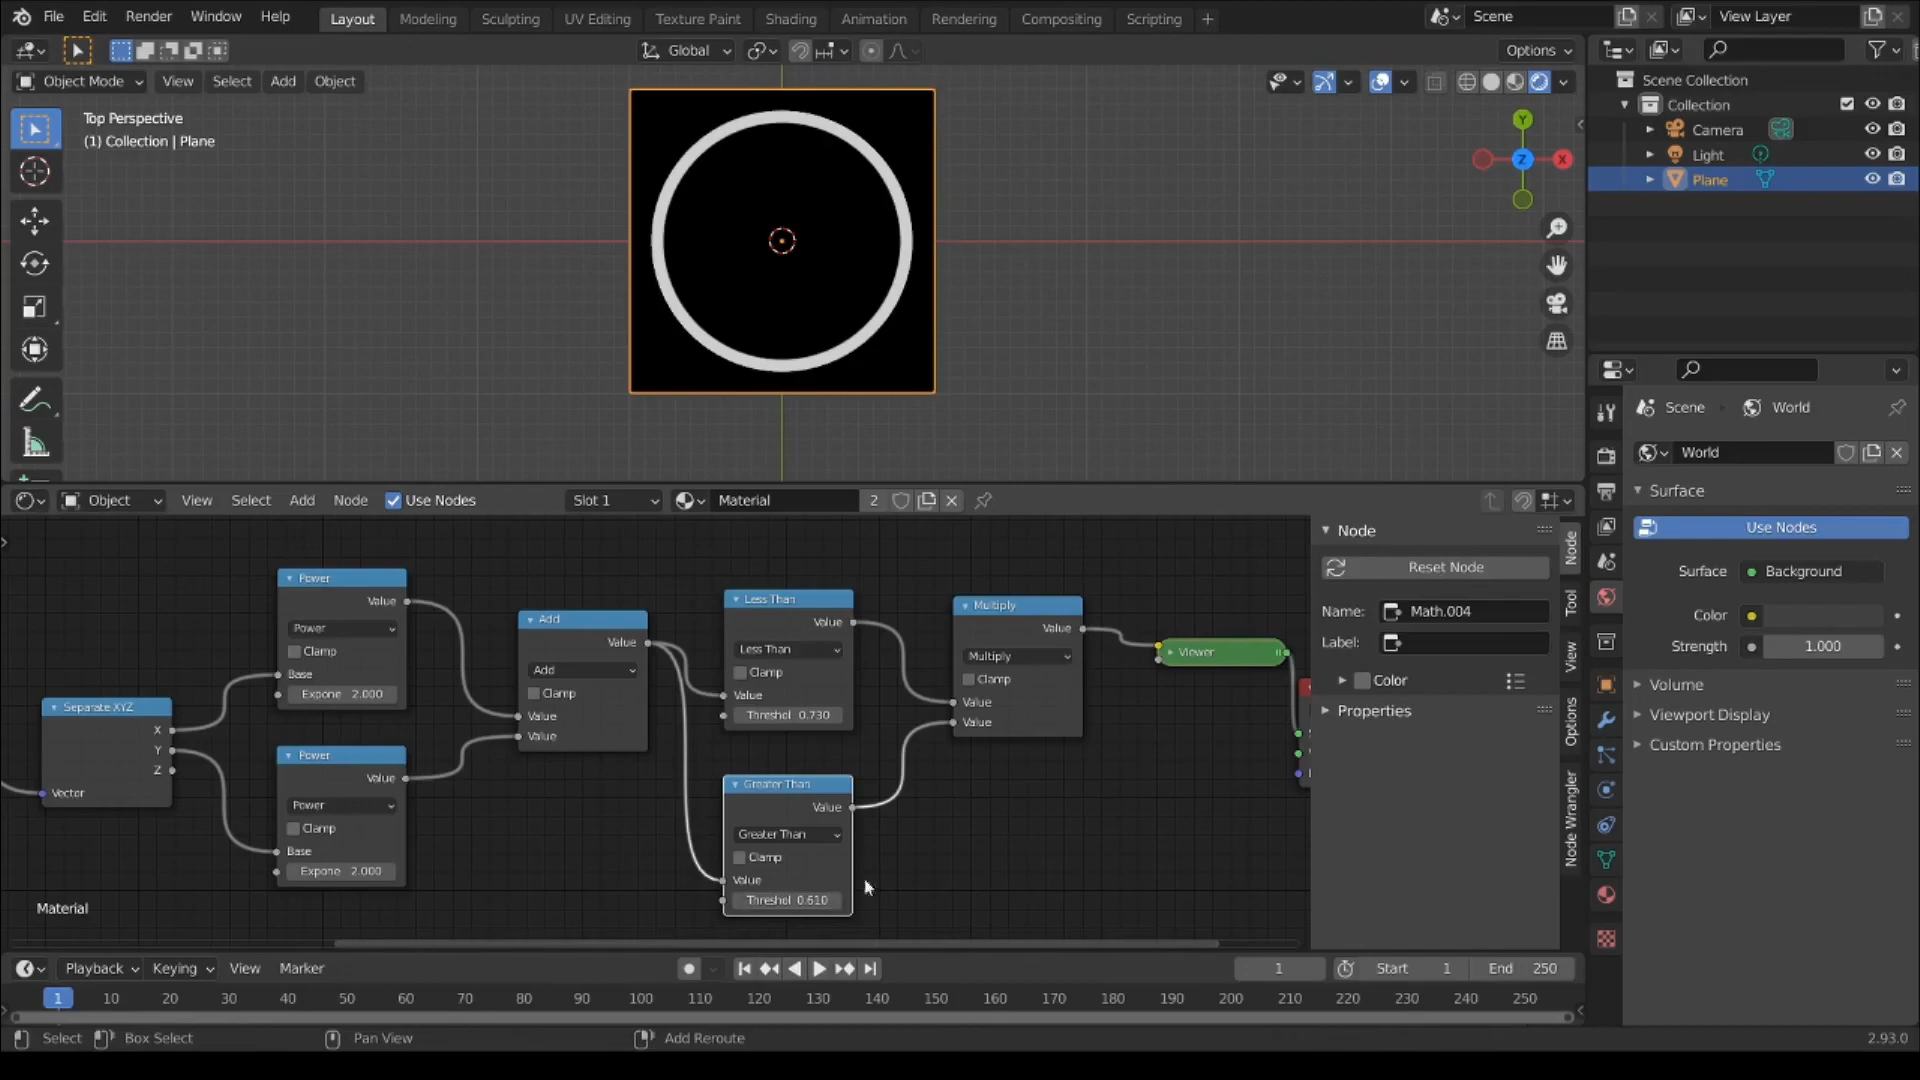 File Edit Render Window Help Layout Modeling Sculpting UV Editing Texture Paint Shading Animation Rendering Compositing Scripting + Scene View Layer
Global Options
Object Mode View Select Add Object
Top Perspective
(1) Collection | Plane
Y
Z X
Scene Collection
Collection
Camera
Light
Plane
Scene World
World
Surface
Use Nodes
Surface Background
Color
Strength 1.000
Volume
Viewport Display
Custom Properties
Object View Select Add Node Use Nodes Slot 1 Material 2
Separate XYZ
X
Y
Z
Vector
Power
Value
Power
Clamp
Base
Expone 2.000
Power
Value
Power
Clamp
Base
Expone 2.000
Add
Value
Add
Clamp
Value
Value
Less Than
Value
Less Than
Clamp
Value
Threshol 0.730
Greater Than
Value
Greater Than
Clamp
Value
Threshol 0.610
Multiply
Value
Multiply
Clamp
Value
Value
Viewer
Material
Node
Reset Node
Name: Math.004
Label:
Color
Properties
Node
Tool
View
Options
Node Wrangler
Playback Keying View Marker 1 Start 1 End 250
1 10 20 30 40 50 60 70 80 90 100 110 120 130 140 150 160 170 180 190 200 210 220 230 240 250
Select Box Select Pan View Add Reroute 2.93.0